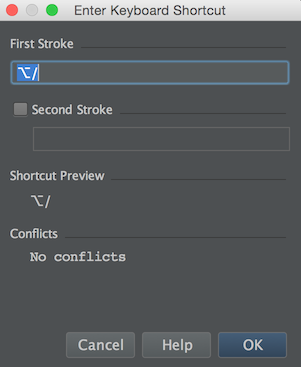 Enter Keyboard Shortcut
First Stroke
⌥/
Second Stroke
Shortcut Preview
⌥/
Conflicts
No conflicts
Cancel Help OK